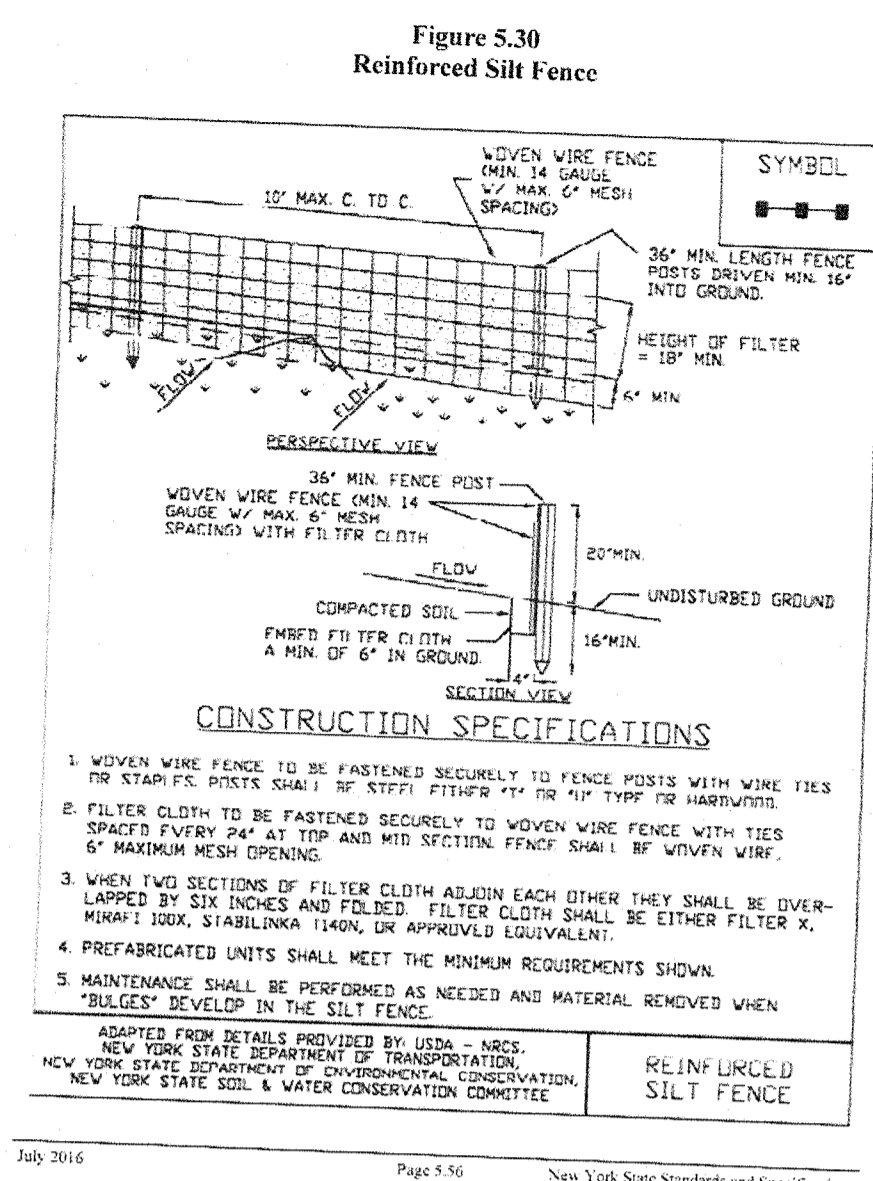 Figure 5.30
Reinforced Silt Fence
WOVEN WIRE FENCE
(MIN. 14 GAUGE
W/ MAX. 6" MESH
SPACING)
SYMBOL
10' MAX. C. TO C.
36" MIN. LENGTH FENCE
POSTS DRIVEN MIN. 16"
INTO GROUND.
HEIGHT OF FILTER
= 18" MIN.
6" MIN
FLOW
FLOW
FLOW
PERSPECTIVE VIEW
36" MIN. FENCE POST
WOVEN WIRE FENCE (MIN. 14
GAUGE W/ MAX. 6" MESH
SPACING) WITH FILTER CLOTH
20"MIN.
FLOW
UNDISTURBED GROUND
COMPACTED SOIL
EMBED FILTER CLOTH
A MIN. OF 6" IN GROUND.
16"MIN.
4"
SECTION VIEW
CONSTRUCTION SPECIFICATIONS
1. WOVEN WIRE FENCE TO BE FASTENED SECURELY TO FENCE POSTS WITH WIRE TIES
OR STAPLES. POSTS SHALL BE STEEL EITHER "T" OR "U" TYPE OR HARDWOOD.
2. FILTER CLOTH TO BE FASTENED SECURELY TO WOVEN WIRE FENCE WITH TIES
SPACED EVERY 24" AT TOP AND MID SECTION. FENCE SHALL BE WOVEN WIRE,
6" MAXIMUM MESH OPENING.
3. WHEN TWO SECTIONS OF FILTER CLOTH ADJOIN EACH OTHER THEY SHALL BE OVER-
LAPPED BY SIX INCHES AND FOLDED. FILTER CLOTH SHALL BE EITHER FILTER X,
MIRAFI 100X, STABILINKA T140N, OR APPROVED EQUIVALENT.
4. PREFABRICATED UNITS SHALL MEET THE MINIMUM REQUIREMENTS SHOWN.
5. MAINTENANCE SHALL BE PERFORMED AS NEEDED AND MATERIAL REMOVED WHEN
"BULGES" DEVELOP IN THE SILT FENCE.
ADAPTED FROM DETAILS PROVIDED BY: USDA - NRCS,
NEW YORK STATE DEPARTMENT OF TRANSPORTATION,
NEW YORK STATE DEPARTMENT OF ENVIRONMENTAL CONSERVATION,
NEW YORK STATE SOIL & WATER CONSERVATION COMMITTEE
REINFORCED
SILT FENCE
July 2016
Page 5.56
New York State Standards and